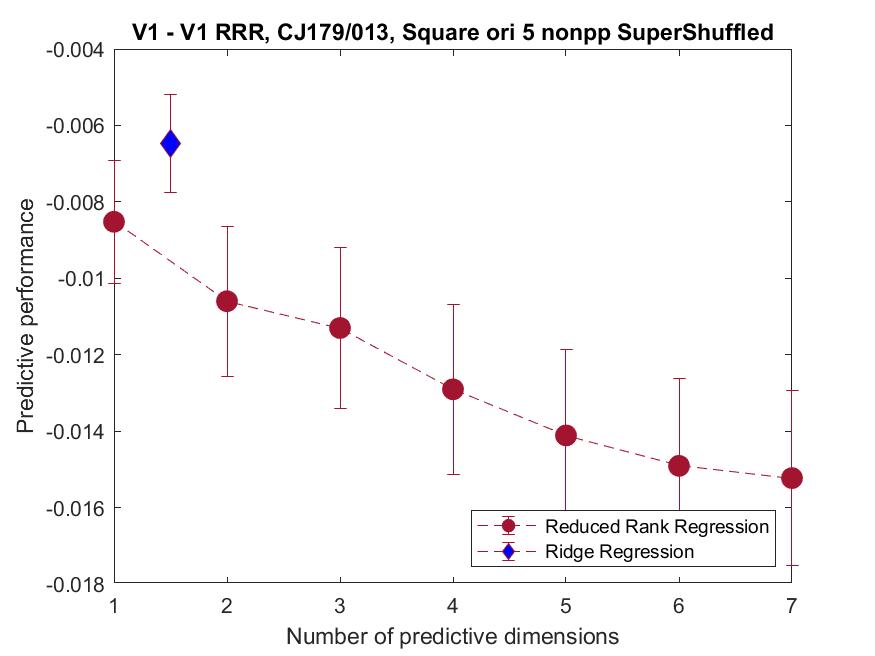 V1 - V1 RRR, CJ179/013, Square ori 5 nonpp SuperShuffled
-0.004
-0.006
-0.008
-0.01
-0.012
-0.014
-0.016
-0.018
Predictive performance
Reduced Rank Regression
Ridge Regression
1 2 3 4 5 6 7
Number of predictive dimensions